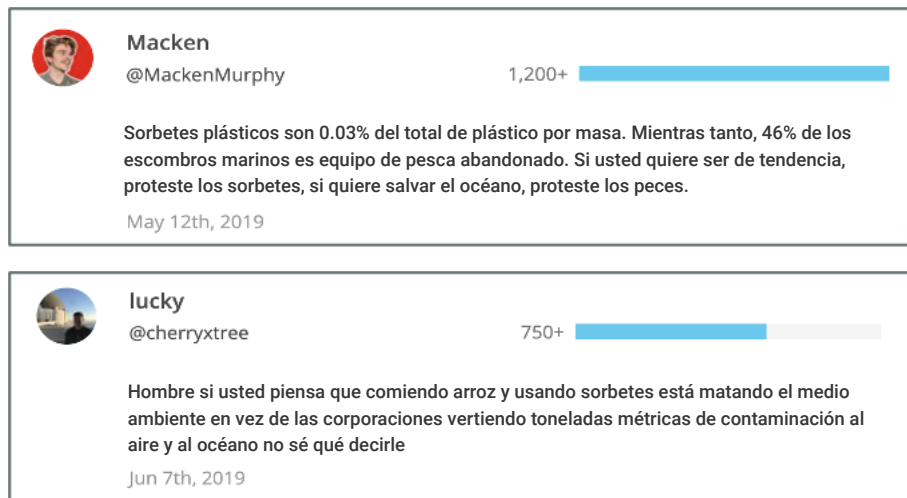 Macken
@MackenMurphy
1,200+
Sorbetes plásticos son 0.03% del total de plástico por masa. Mientras tanto, 46% de los
escombros marinos es equipo de pesca abandonado. Si usted quiere ser de tendencia,
proteste los sorbetes, si quiere salvar el océano, proteste los peces.
May 12th, 2019
lucky
@cherryxtree
750+
Hombre si usted piensa que comiendo arroz y usando sorbetes está matando el medio
ambiente en vez de las corporaciones vertiendo toneladas métricas de contaminación al
aire y al océano no sé qué decirle
Jun 7th, 2019